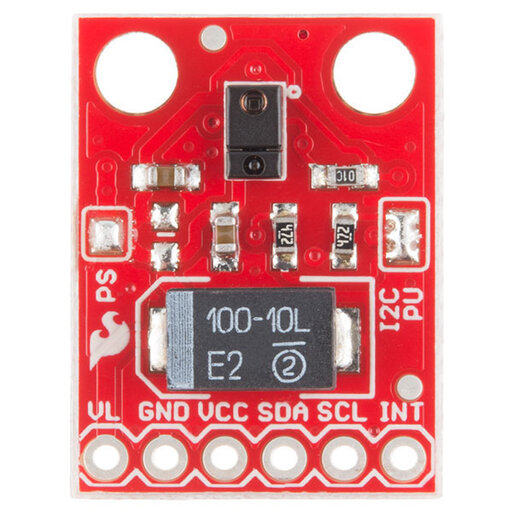 01C
472
472
PS
I2C
PU
100-10L
E2 2
VL GND VCC SDA SCL INT